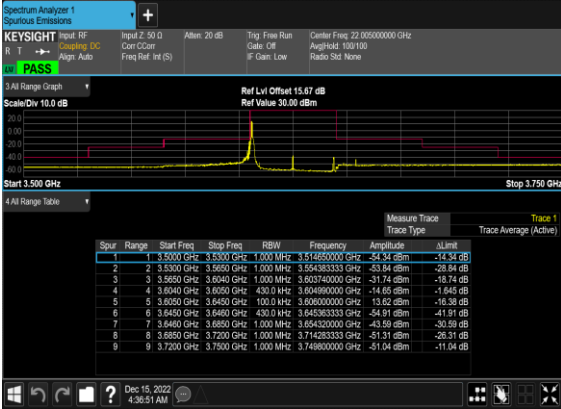 Spectrum Analyzer 1
Spurious Emissions
KEYSIGHT Input: RF Input Z: 50 Ω Atten: 20 dB Trig: Free Run Center Freq: 22.005000000 GHz
R T Coupling: DC Corr CCorr Gate: Off Avg|Hold: 100/100
Align: Auto Freq Ref: Int (S) IF Gain: Low Radio Std: None
PASS
3 All Range Graph
Ref Lvl Offset 15.67 dB
Scale/Div 10.0 dB Ref Value 30.00 dBm
20.0
0.00
-20.0
-40.0
-60.0
Start 3.500 GHz Stop 3.750 GHz
4 All Range Table
Measure Trace Trace 1
Trace Type Trace Average (Active)
Spur Range Start Freq Stop Freq RBW Frequency Amplitude ΔLimit
1 1 3.5000 GHz 3.5300 GHz 1.000 MHz 3.514650000 GHz -54.34 dBm -14.34 dB
2 2 3.5300 GHz 3.5650 GHz 1.000 MHz 3.554383333 GHz -53.84 dBm -28.84 dB
3 3 3.5650 GHz 3.6040 GHz 1.000 MHz 3.603740000 GHz -31.74 dBm -18.74 dB
4 4 3.6040 GHz 3.6050 GHz 430.0 kHz 3.604990000 GHz -14.65 dBm -1.645 dB
5 5 3.6050 GHz 3.6450 GHz 100.0 kHz 3.606000000 GHz 13.62 dBm -16.38 dB
6 6 3.6450 GHz 3.6460 GHz 430.0 kHz 3.645363333 GHz -54.91 dBm -41.91 dB
7 7 3.6460 GHz 3.6850 GHz 1.000 MHz 3.654320000 GHz -43.59 dBm -30.59 dB
8 8 3.6850 GHz 3.7200 GHz 1.000 MHz 3.714283333 GHz -51.31 dBm -26.31 dB
9 9 3.7200 GHz 3.7500 GHz 1.000 MHz 3.749800000 GHz -51.04 dBm -11.04 dB
Dec 15, 2022
4:36:51 AM